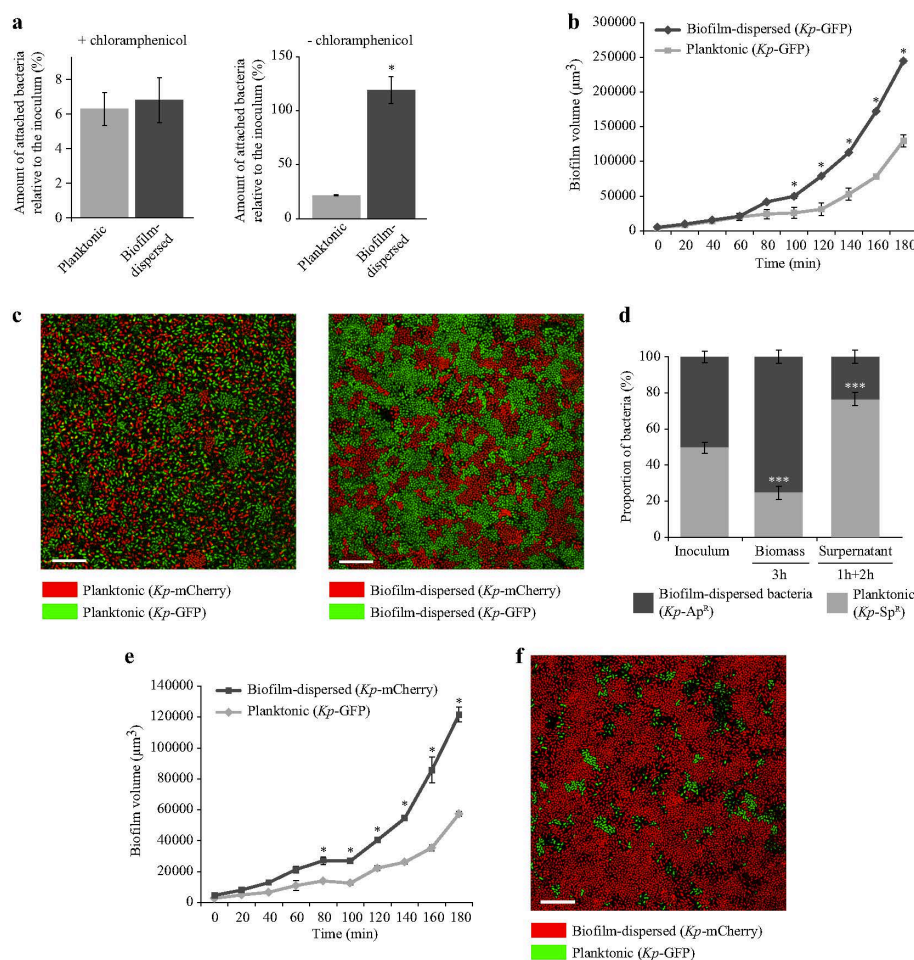 a
+ chloramphenicol
Amount of attached bacteria
relative to the inoculum (%)
8
6
4
2
0
Planktonic
Biofilm-
dispersed
- chloramphenicol
Amount of attached bacteria
relative to the inoculum (%)
150
100
50
0
*
Planktonic
Biofilm-
dispersed
b
Biofilm volume (µm³)
300000
250000
200000
150000
100000
50000
0
Biofilm-dispersed (Kp-GFP)
Planktonic (Kp-GFP)
* * * * *
0 20 40 60 80 100 120 140 160 180
Time (min)
c
Planktonic (Kp-mCherry)
Planktonic (Kp-GFP)
Biofilm-dispersed (Kp-mCherry)
Biofilm-dispersed (Kp-GFP)
d
Proportion of bacteria (%)
100
80
60
40
20
0
***
***
Inoculum Biomass Surpernatant
3h 1h+2h
Biofilm-dispersed bacteria
(Kp-Apᴿ)
Planktonic
(Kp-Spᴿ)
e
Biofilm volume (µm³)
140000
120000
100000
80000
60000
40000
20000
0
Biofilm-dispersed (Kp-mCherry)
Planktonic (Kp-GFP)
* * * * * *
0 20 40 60 80 100 120 140 160 180
Time (min)
f
Biofilm-dispersed (Kp-mCherry)
Planktonic (Kp-GFP)